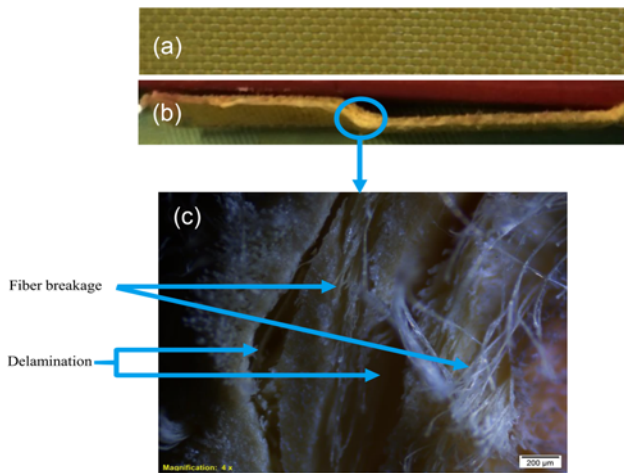 (a)
(b)
(c)
Fiber breakage
Delamination
Magnification: 4 x
200 µm